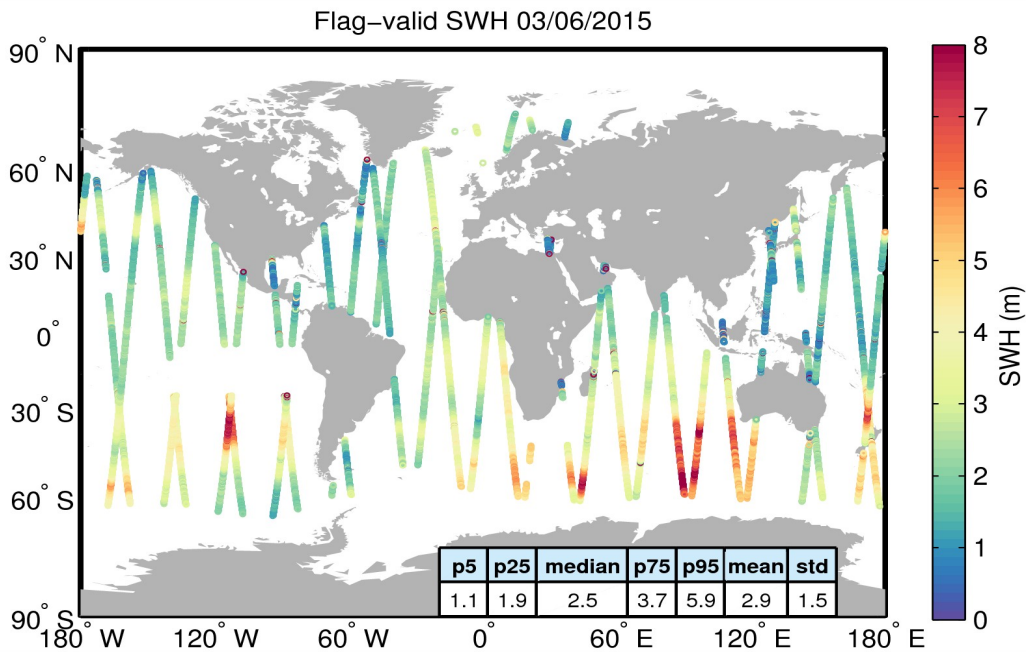 Flag−valid SWH 03/06/2015
90° N
60° N
30° N
0°
30° S
60° S
90° S
180° W
120° W
60° W
0°
60° E
120° E
180° E
p5 p25 median p75 p95 mean std
1.1 1.9 2.5 3.7 5.9 2.9 1.5
8
7
6
5
4
3
2
1
0
SWH (m)